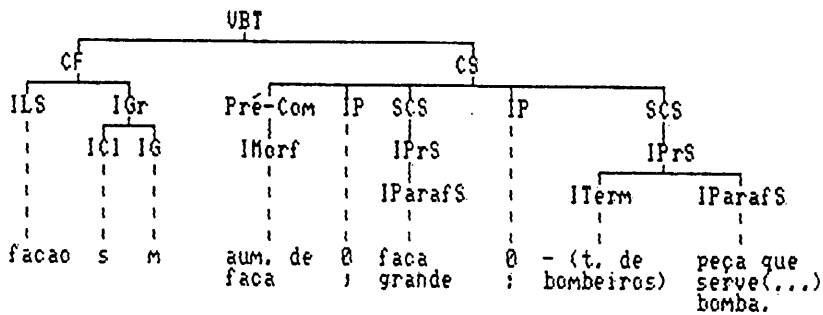 VBT
CF CS
ILS IGr Pré-Com IP SCS IP SCS
ICl IG IMorf IPrS IPrS
IParafS ITerm IParafS
facao s m aum. de 0 faca 0 - (t. de peça que
faca ; grande ; bombeiros) serve(...)
bomba.